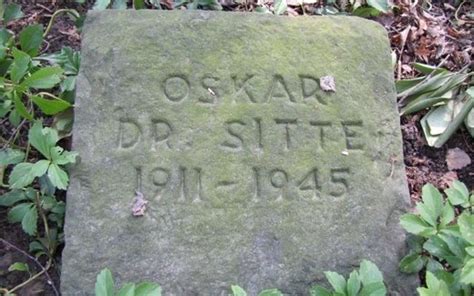 OSKAR
DR. SITTE
1911 - 1945